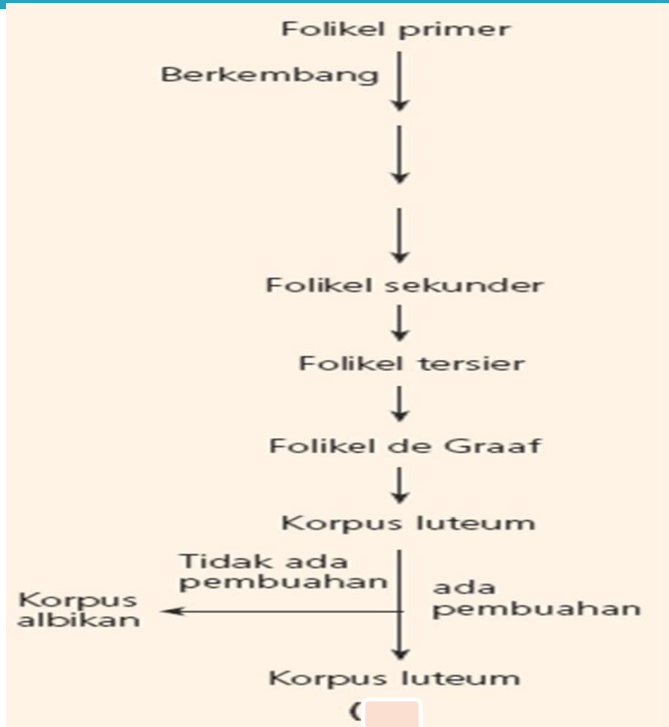 Folikel primer
Berkembang
Folikel sekunder
Folikel tersier
Folikel de Graaf
Korpus luteum
Tidak ada
pembuahan
ada
pembuahan
Korpus
albikan
Korpus luteum
(